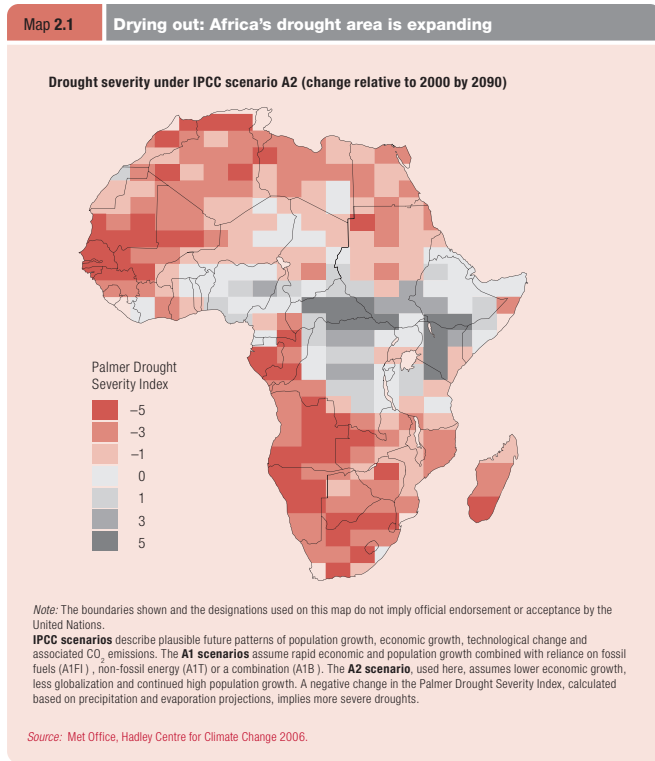 Map 2.1
Drying out: Africa's drought area is expanding
Drought severity under IPCC scenario A2 (change relative to 2000 by 2090)
Palmer Drought
Severity Index
–5
–3
–1
0
1
3
5
Note: The boundaries shown and the designations used on this map do not imply official endorsement or acceptance by the
United Nations.
IPCC scenarios describe plausible future patterns of population growth, economic growth, technological change and
associated CO2 emissions. The A1 scenarios assume rapid economic and population growth combined with reliance on fossil
fuels (A1FI) , non-fossil energy (A1T) or a combination (A1B ). The A2 scenario, used here, assumes lower economic growth,
less globalization and continued high population growth. A negative change in the Palmer Drought Severity Index, calculated
based on precipitation and evaporation projections, implies more severe droughts.
Source: Met Office, Hadley Centre for Climate Change 2006.